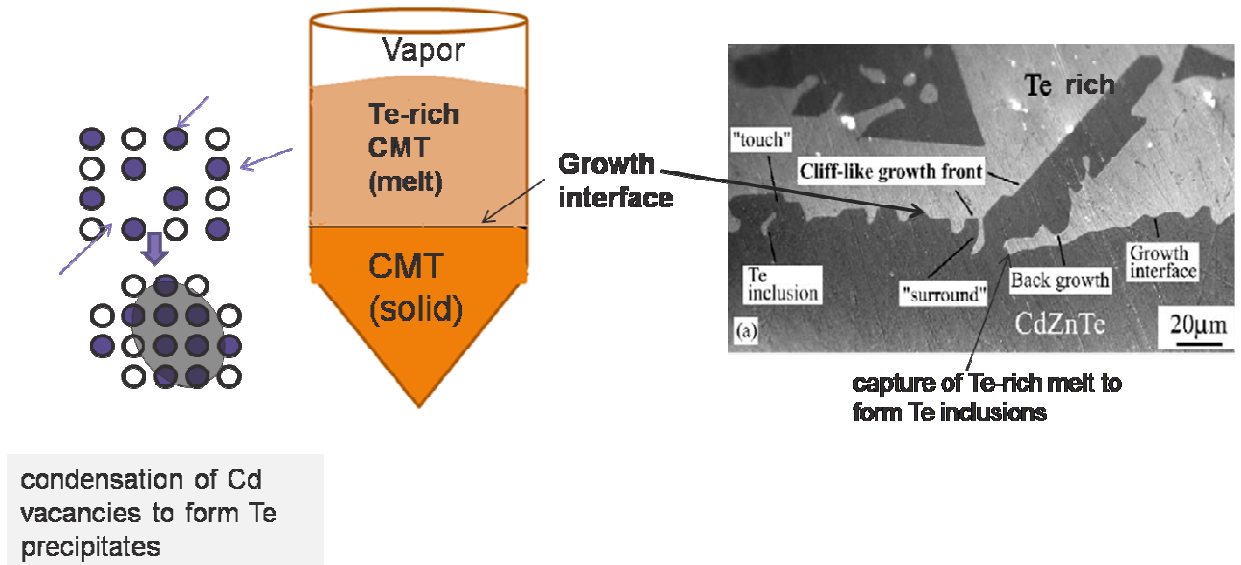 Vapor
Te-rich
CMT
(melt)
Growth
interface
CMT
(solid)
condensation of Cd
vacancies to form Te
precipitates
Te rich
"touch"
Cliff-like growth front
Te
inclusion
"surround"
Back growth
Growth
interface
(a)
CdZnTe
20μm
capture of Te-rich melt to
form Te inclusions